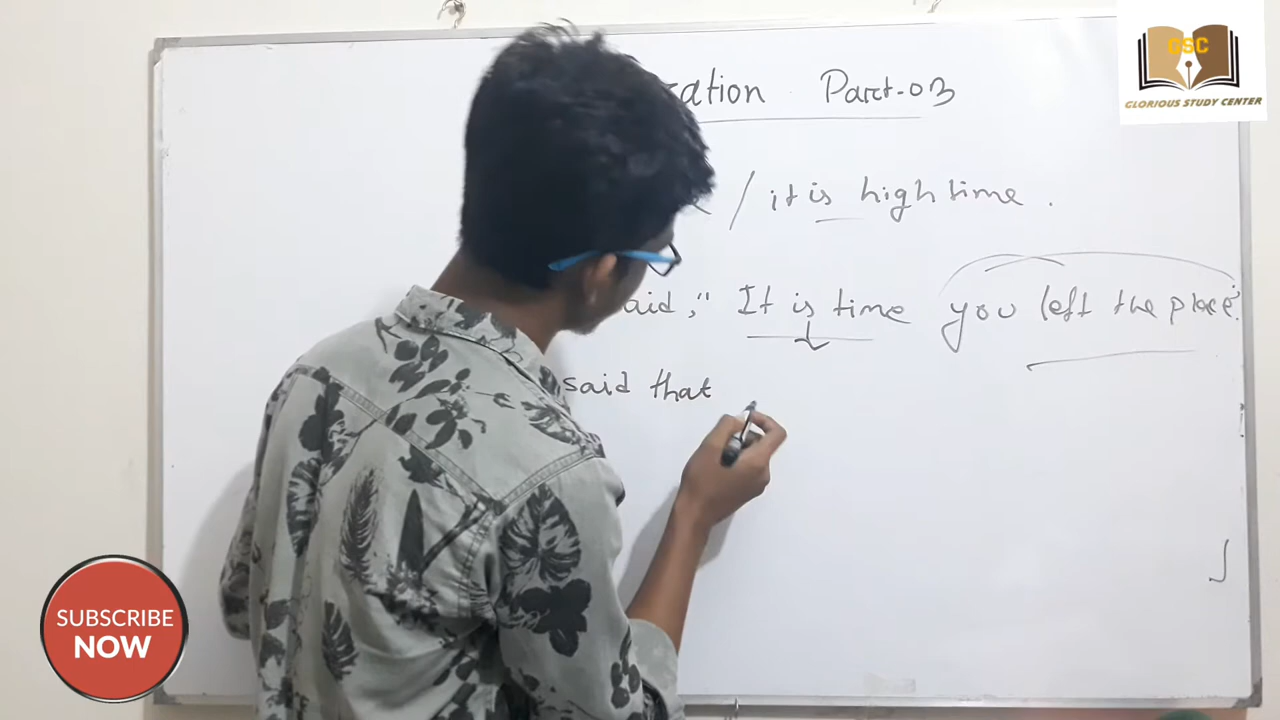 GSC
GLORIOUS STUDY CENTER
ration Part-03
/ it is high time.
aid," It is time you left the place."
said that
SUBSCRIBE
NOW